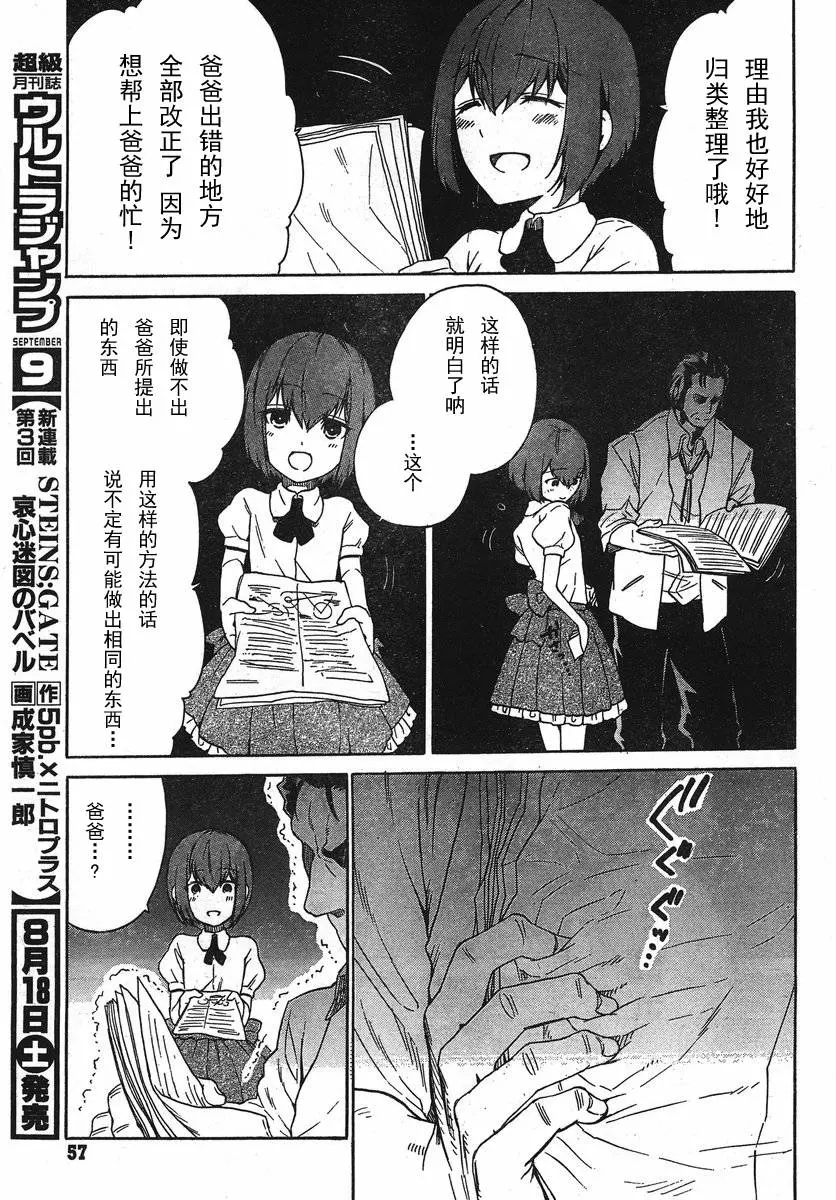 理由我也好好地
归类整理了哦！
爸爸出错的地方
全部改正了 因为
想帮上爸爸的忙！
这样的话
就明白了呐
…这个
即使做不出
爸爸所提出
的东西
用这样的方法的话
说不定有可能做出相同的东西…
ぐしゃ…
………
爸爸…？
超級
月刊誌
ウルトラジャンプ
SEPTEMBER
9
新連載
第3回
STEINS;GATE
哀心迷図のバベル
作 5pb.×ニトロプラス
画 成家慎一郎
8月18日土発売
57